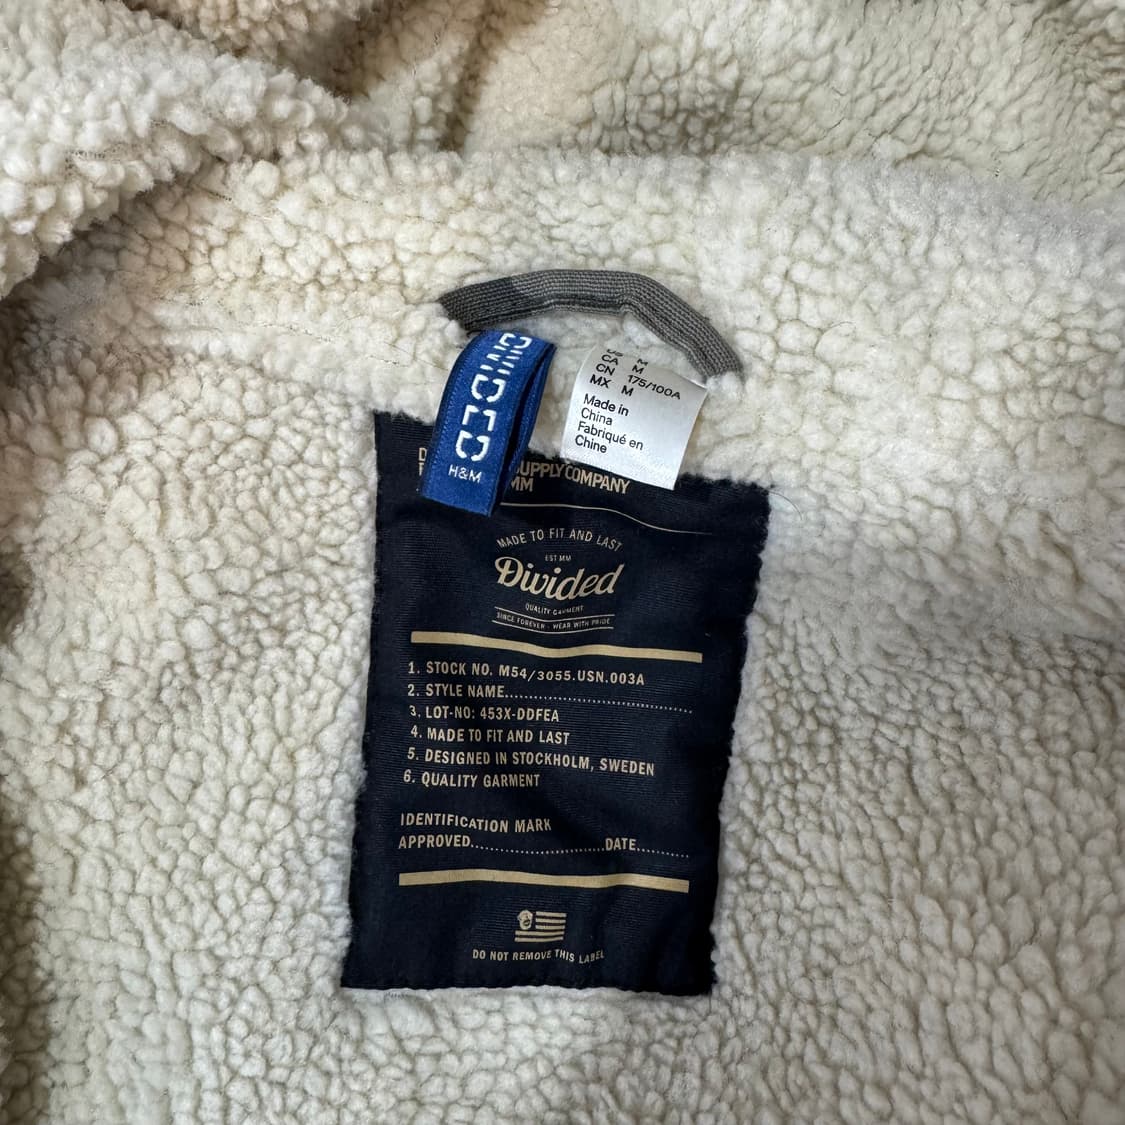 DIVIDED
H&M
US M
CA M
CN 175/100A
MX M
Made in
China
Fabriqué en
Chine
SUPPLY COMPANY
MM
MADE TO FIT AND LAST
EST MM
Divided
QUALITY GARMENT
SINCE FOREVER - WEAR WITH PRIDE
1. STOCK NO. M54/3055.USN.003A
2. STYLE NAME..............................
3. LOT-NO: 453X-DDFEA
4. MADE TO FIT AND LAST
5. DESIGNED IN STOCKHOLM, SWEDEN
6. QUALITY GARMENT
IDENTIFICATION MARK
APPROVED......................DATE..........
DO NOT REMOVE THIS LABEL